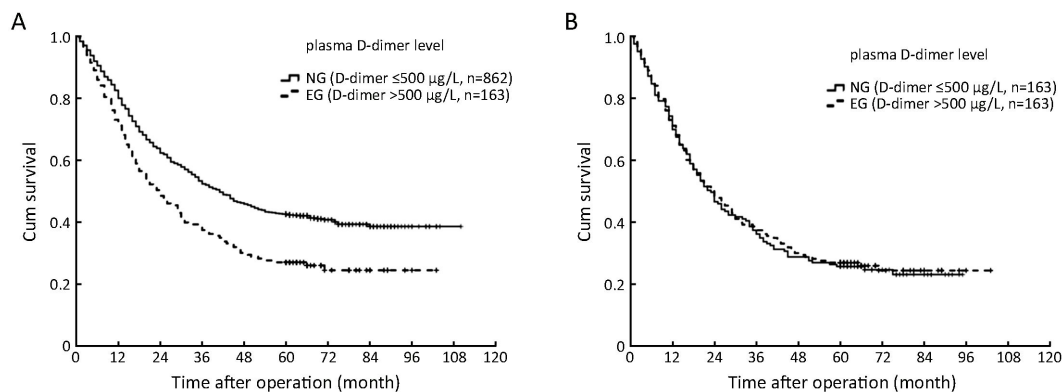 A
plasma D-dimer level
NG (D-dimer ≤500 μg/L, n=862)
EG (D-dimer >500 μg/L, n=163)
Cum survival
1.0
0.8
0.6
0.4
0.2
0
0 12 24 36 48 60 72 84 96 108 120
Time after operation (month)
B
plasma D-dimer level
NG (D-dimer ≤500 μg/L, n=163)
EG (D-dimer >500 μg/L, n=163)
Cum survival
1.0
0.8
0.6
0.4
0.2
0
0 12 24 36 48 60 72 84 96 108 120
Time after operation (month)